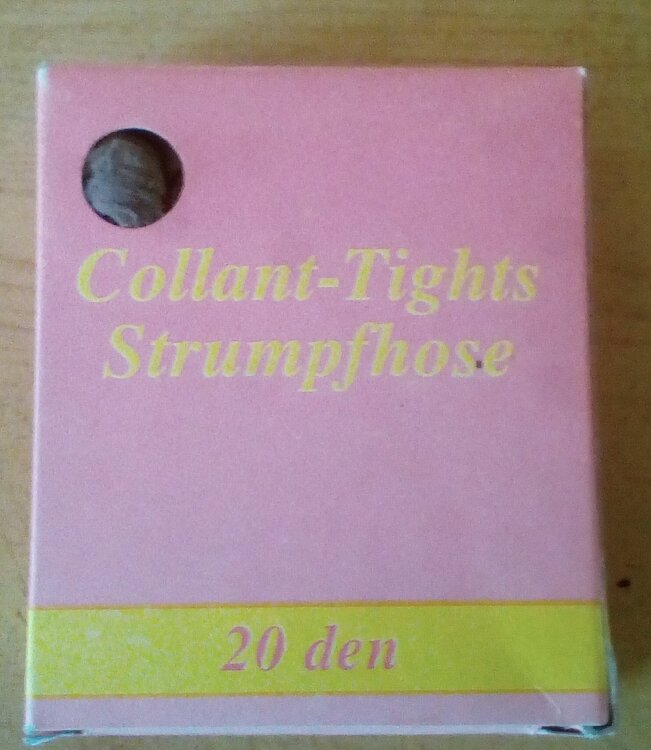 Collant-Tights
Strumpfhose
20 den